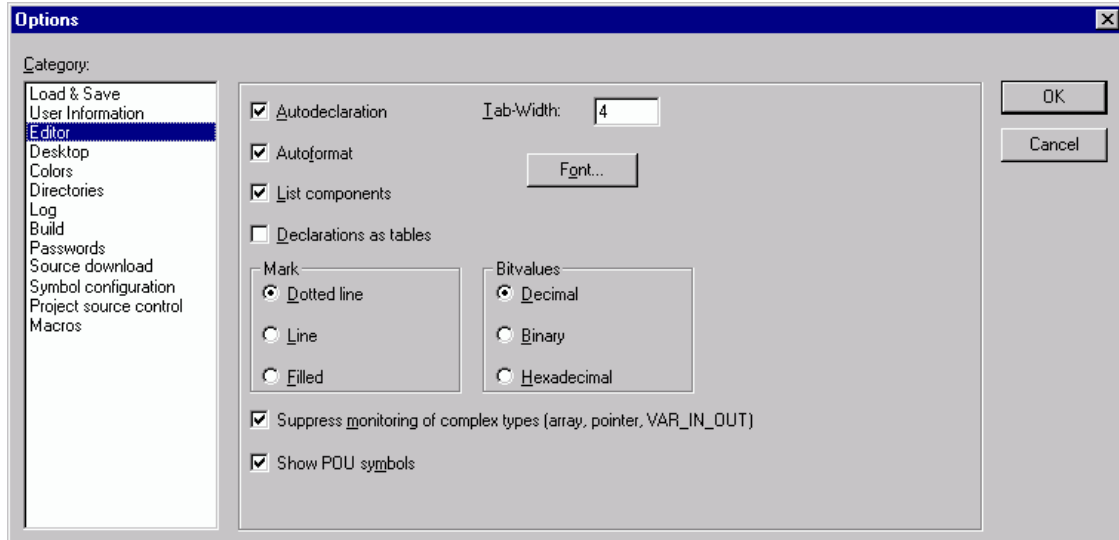 Options
Category:
Load & Save
User Information
Editor
Desktop
Colors
Directories
Log
Build
Passwords
Source download
Symbol configuration
Project source control
Macros
Autodeclaration
Tab-Width: 4
Autoformat
Font...
List components
Declarations as tables
Mark
Dotted line
Line
Filled
Bitvalues
Decimal
Binary
Hexadecimal
Suppress monitoring of complex types (array, pointer, VAR_IN_OUT)
Show POU symbols
OK
Cancel